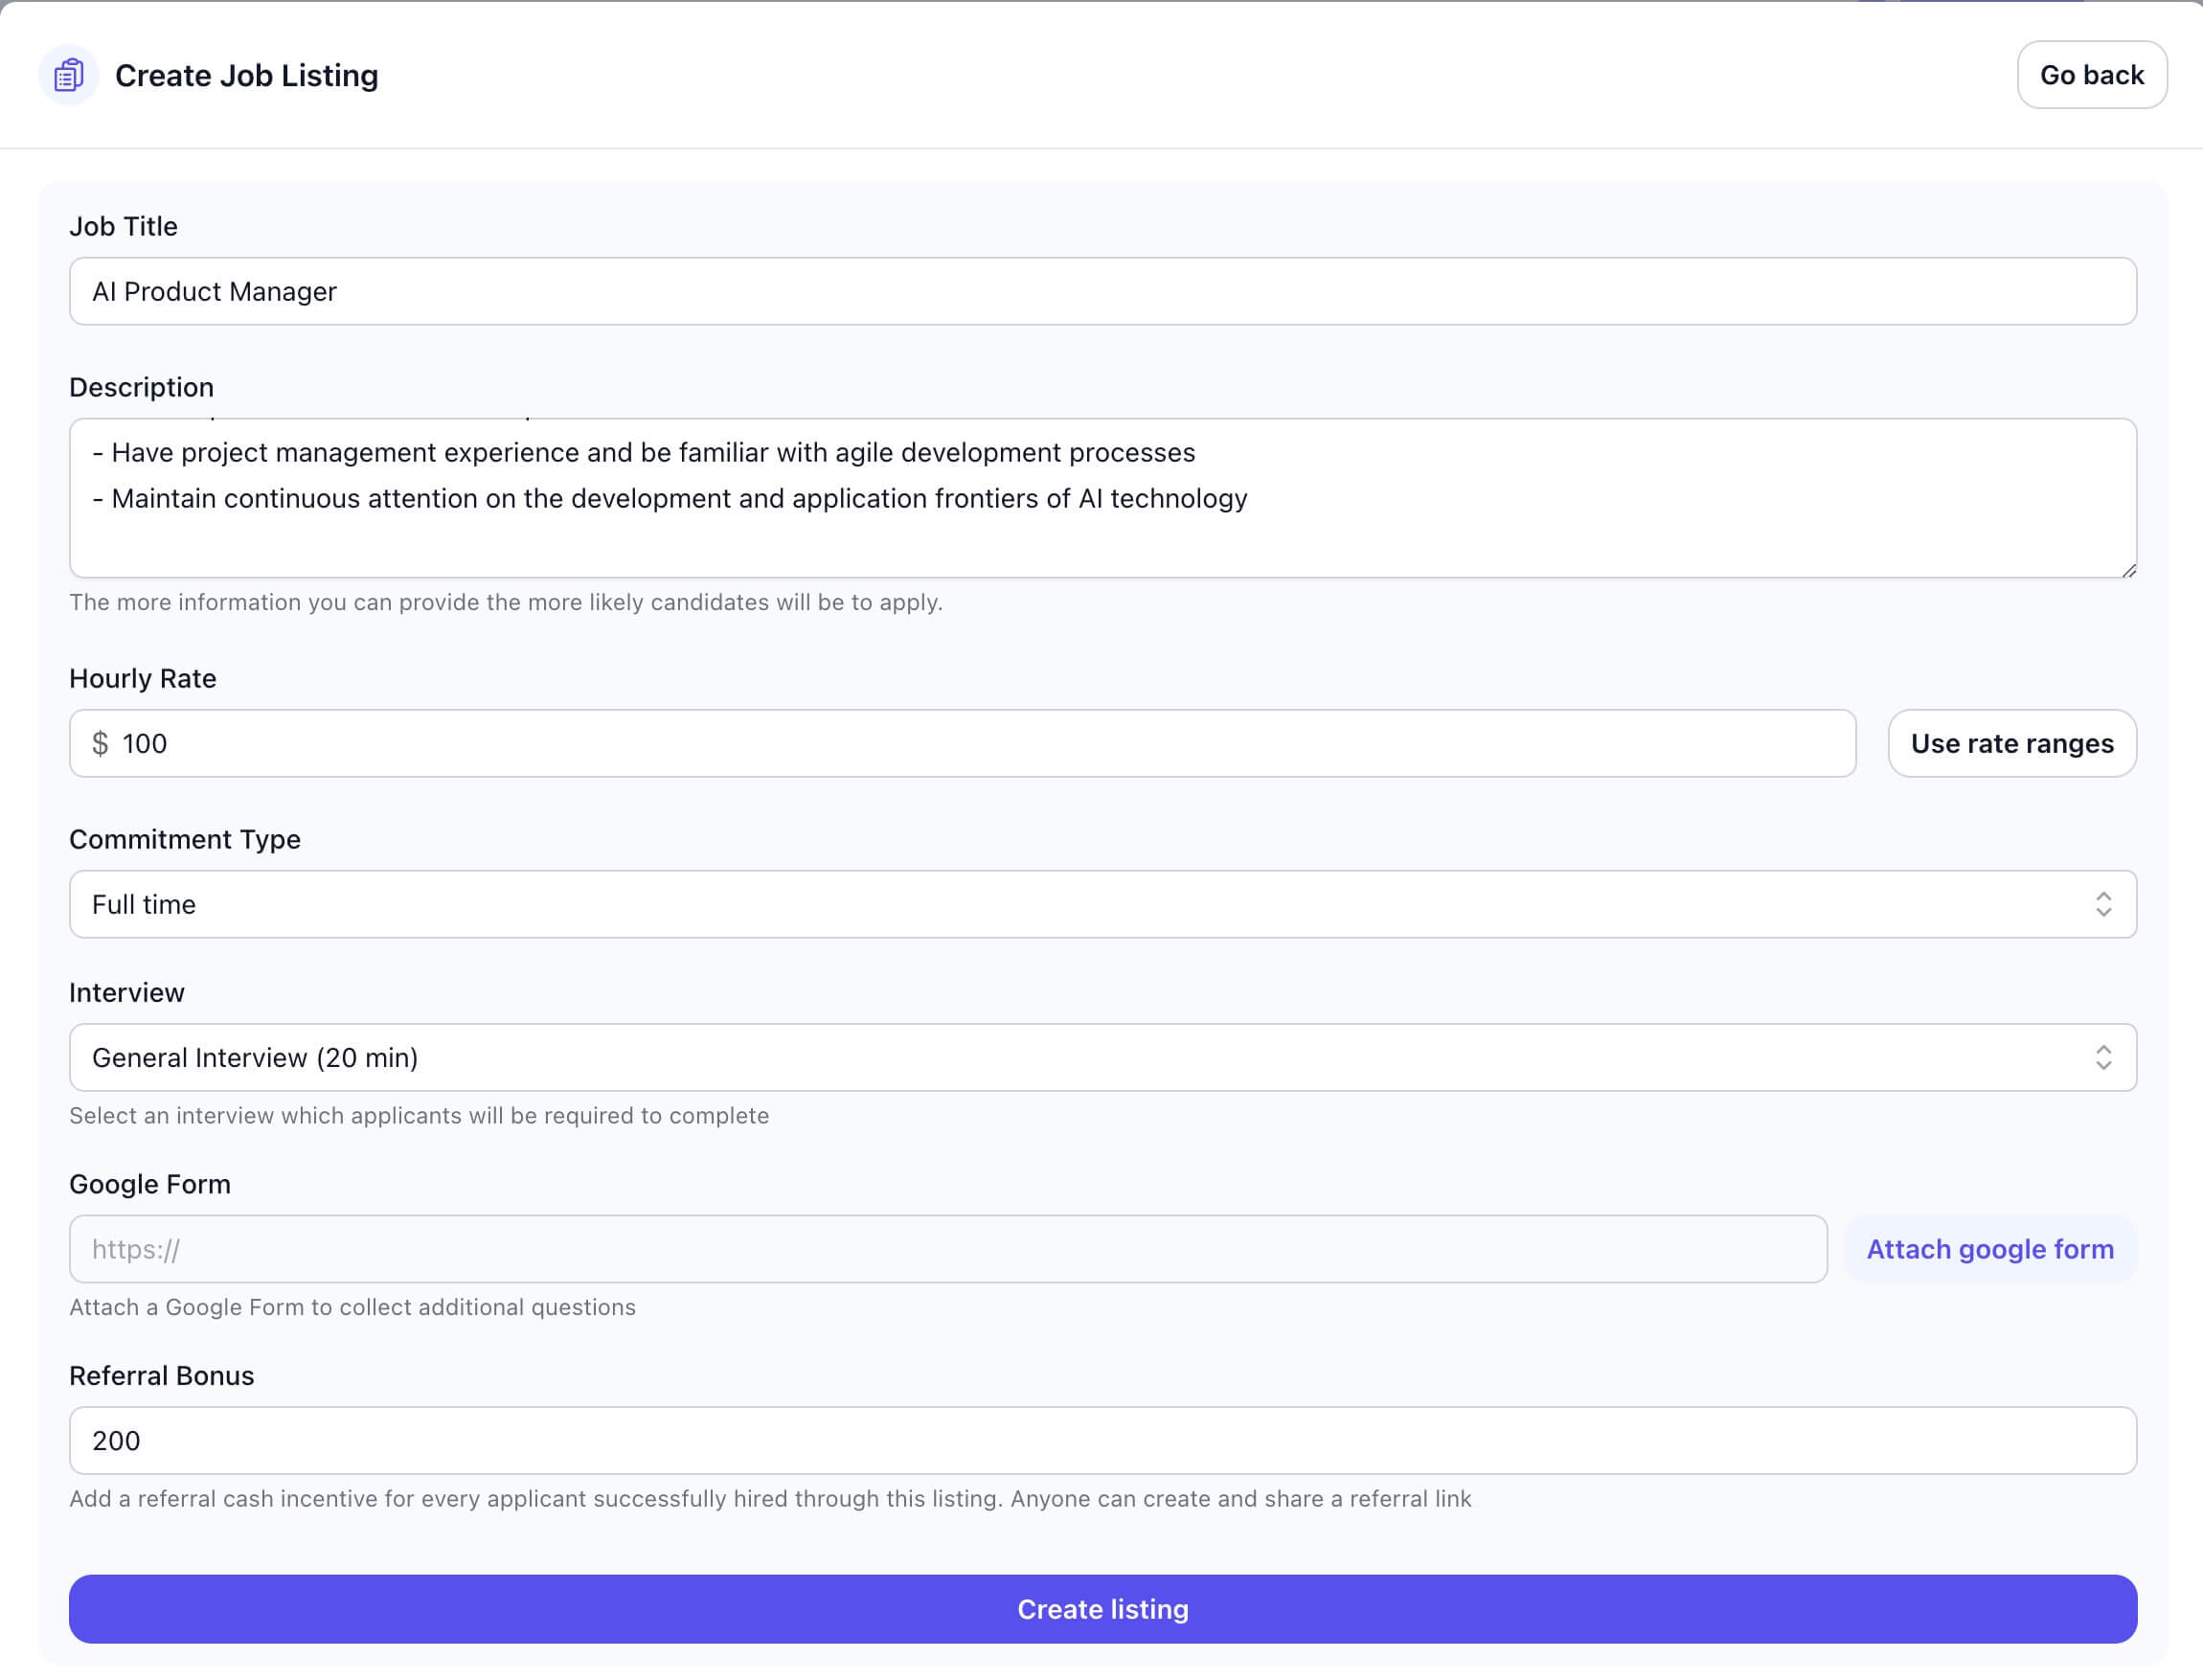 Create Job Listing
Go back
Job Title
AI Product Manager
Description
- Have project management experience and be familiar with agile development processes
- Maintain continuous attention on the development and application frontiers of AI technology
The more information you can provide the more likely candidates will be to apply.
Hourly Rate
$ 100
Use rate ranges
Commitment Type
Full time
Interview
General Interview (20 min)
Select an interview which applicants will be required to complete
Google Form
https://
Attach google form
Attach a Google Form to collect additional questions
Referral Bonus
200
Add a referral cash incentive for every applicant successfully hired through this listing. Anyone can create and share a referral link
Create listing